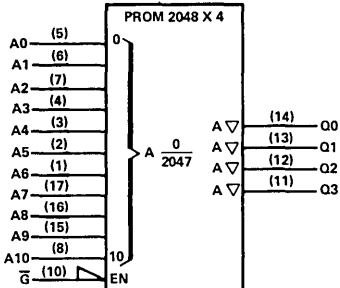 PROM 2048 X 4
A0 (5) 0
A1 (6)
A2 (7)
A3 (4)
A4 (3)
A5 (2)
A6 (1)
A7 (17)
A8 (16)
A9 (15)
A10 (8) 10
G̅ (10) EN
A 0/2047
A ▽ (14) Q0
A ▽ (13) Q1
A ▽ (12) Q2
A ▽ (11) Q3